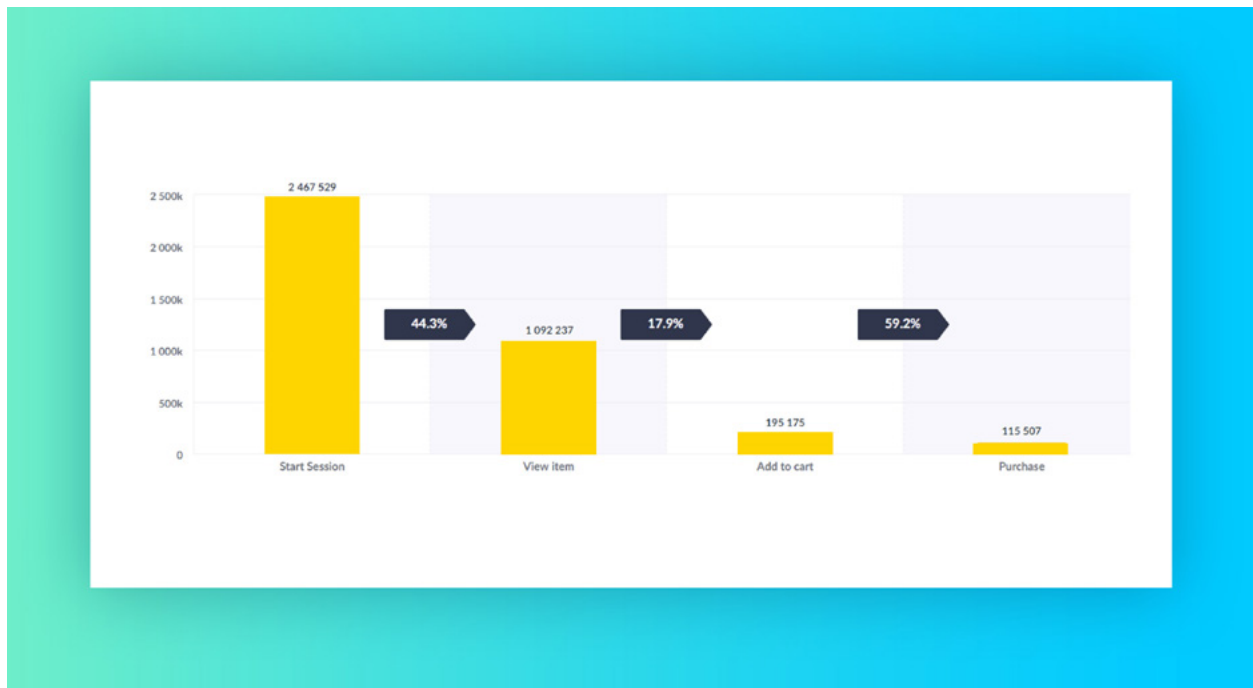 2 467 529
2 500k
2 000k
1 500k
44.3%
17.9%
59.2%
1 092 237
1 000k
500k
195 175
115 507
0
Start Session
View item
Add to cart
Purchase